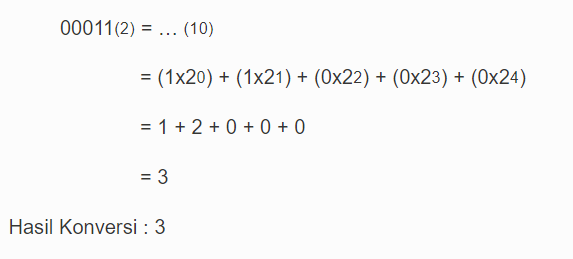 00011(2) = … (10)
= (1x20) + (1x21) + (0x22) + (0x23) + (0x24)
= 1 + 2 + 0 + 0 + 0
= 3
Hasil Konversi : 3